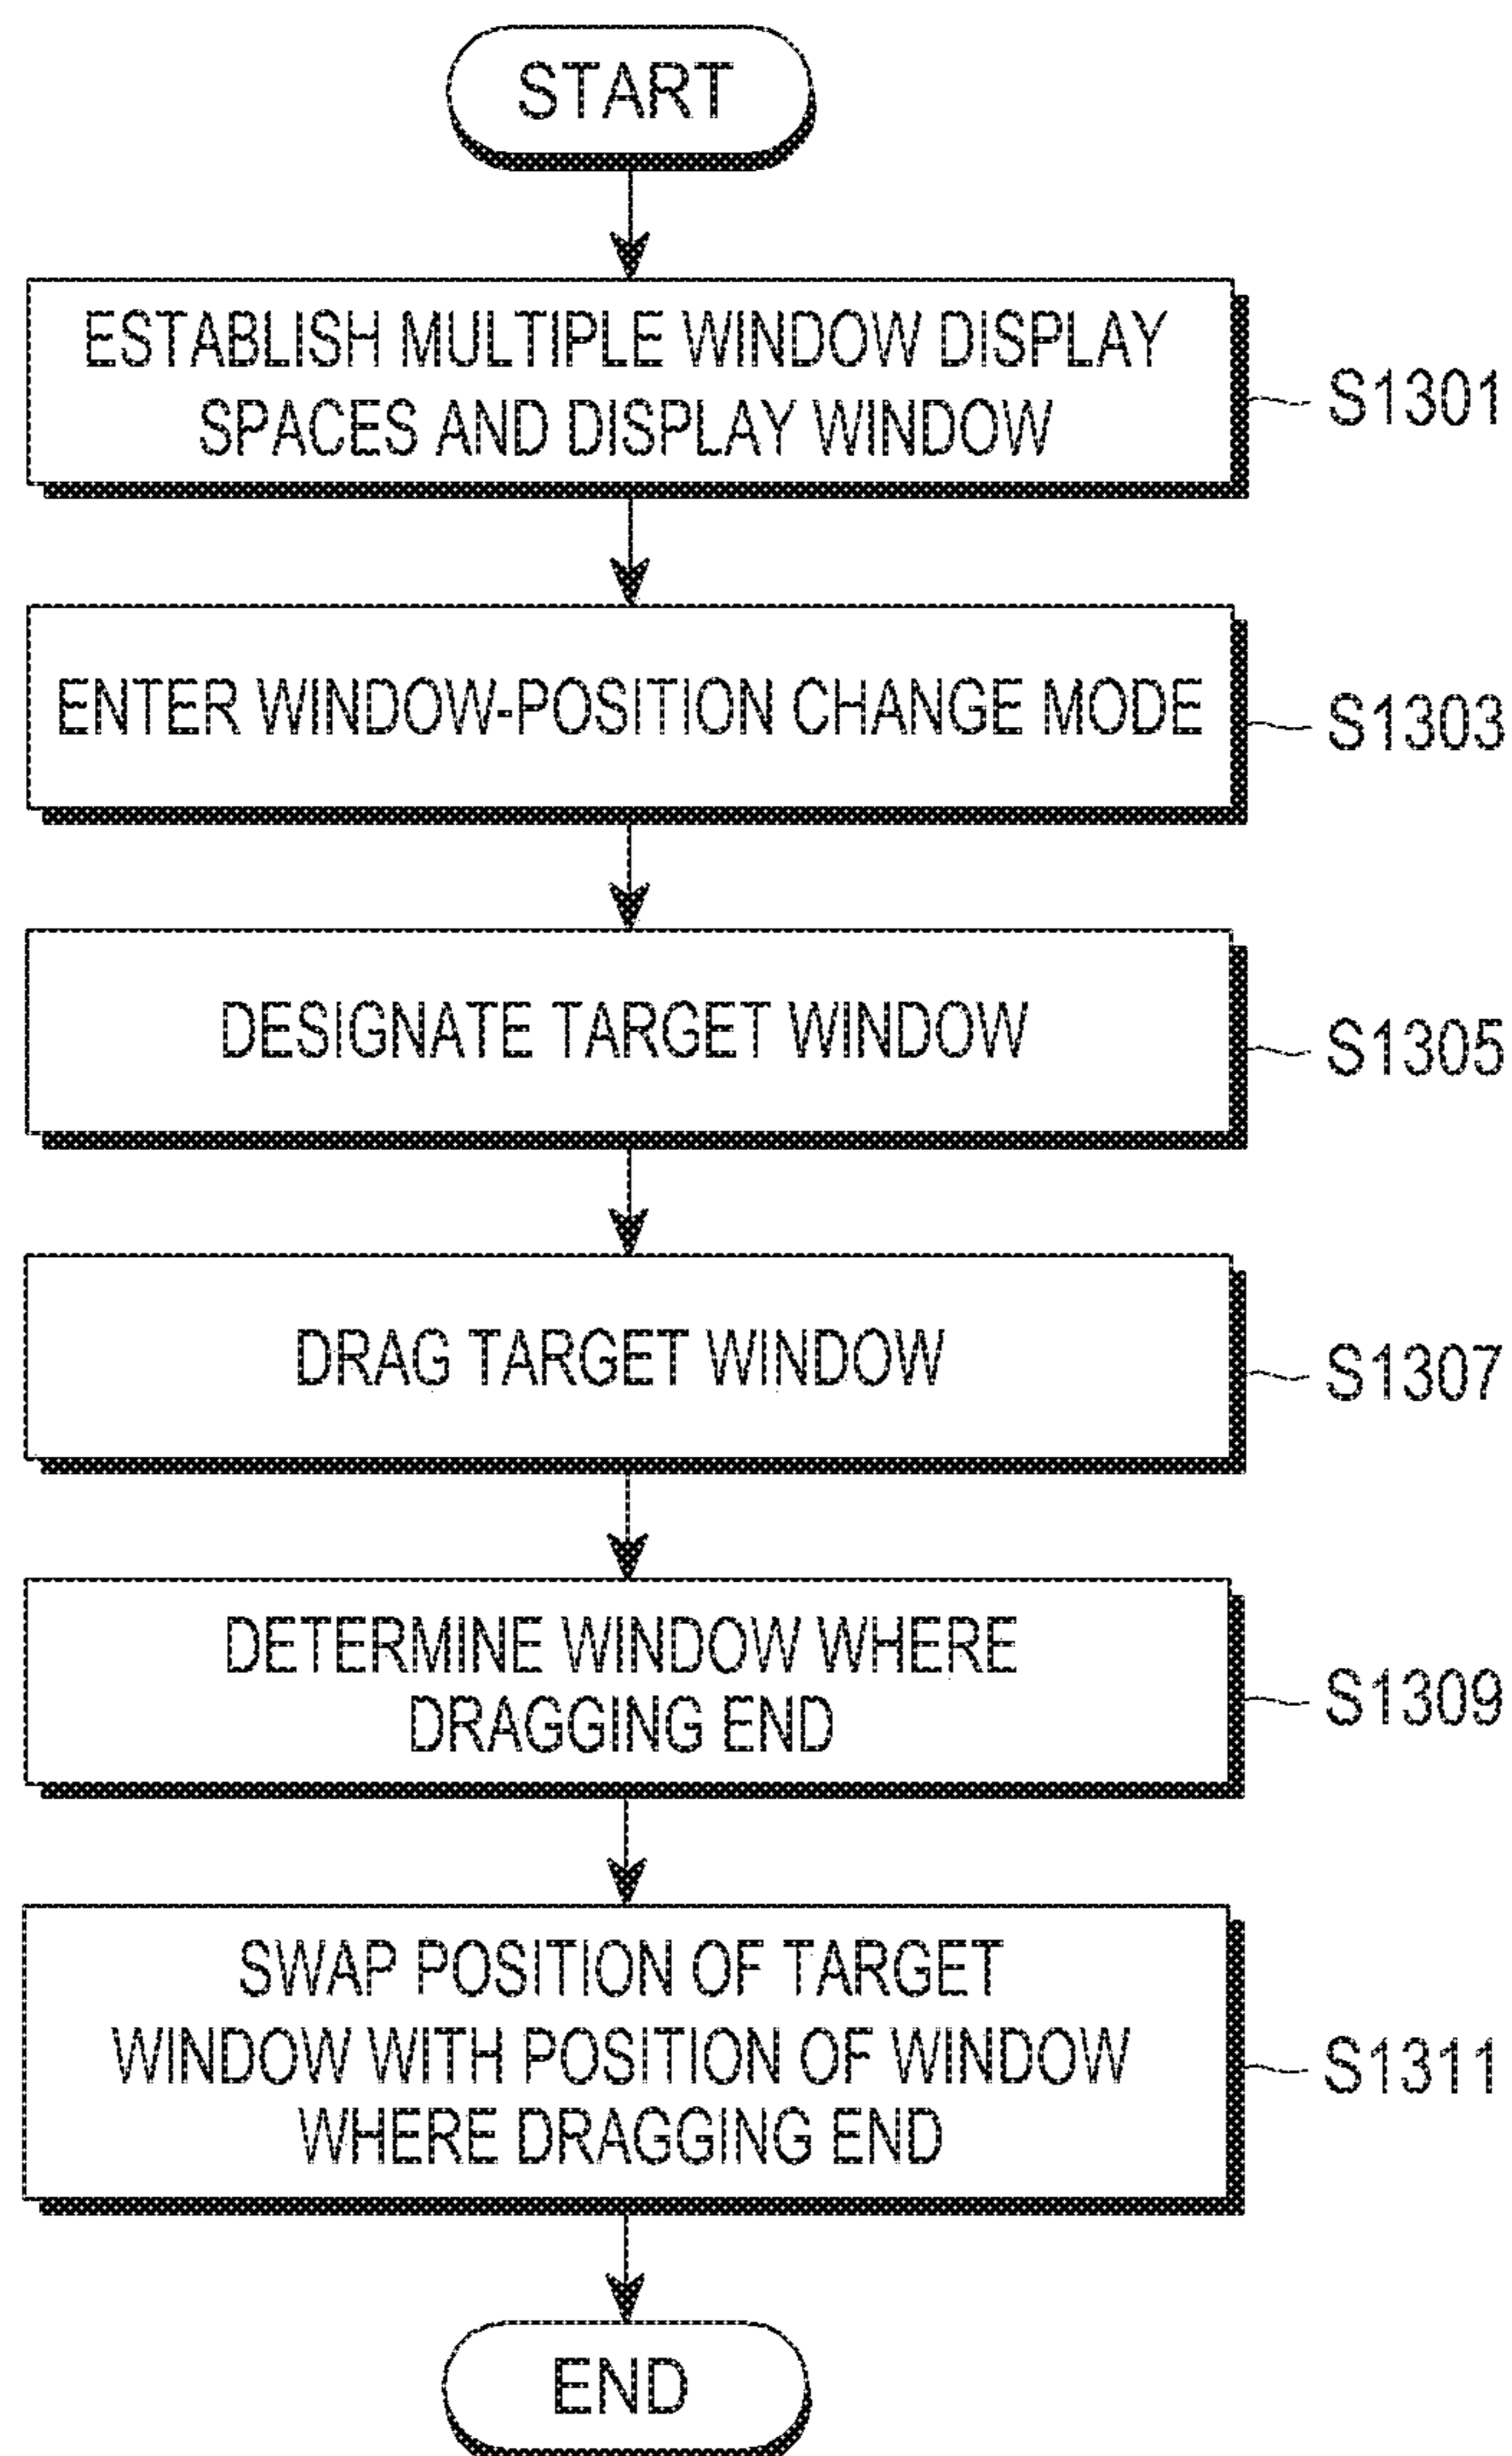 START
ESTABLISH MULTIPLE WINDOW DISPLAY
SPACES AND DISPLAY WINDOW
S1301
ENTER WINDOW-POSITION CHANGE MODE
S1303
DESIGNATE TARGET WINDOW
S1305
DRAG TARGET WINDOW
S1307
DETERMINE WINDOW WHERE
DRAGGING END
S1309
SWAP POSITION OF TARGET
WINDOW WITH POSITION OF WINDOW
WHERE DRAGGING END
S1311
END